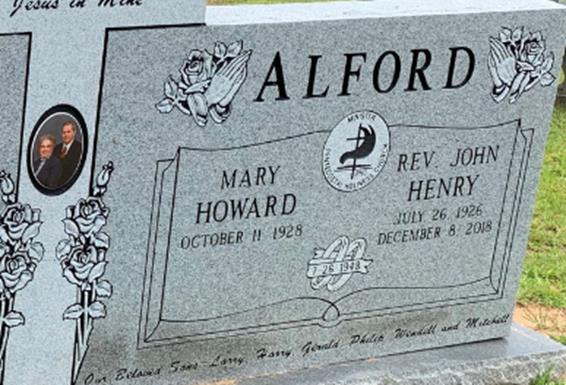 Jesus in Mine
ALFORD
MARY
HOWARD
OCTOBER 11 1928
REV. JOHN
HENRY
JULY 26, 1926
DECEMBER 8, 2018
7 26 1948
Our Beloved Sons - Larry, Harry, Gerald Philip, Wendell and Mitchell